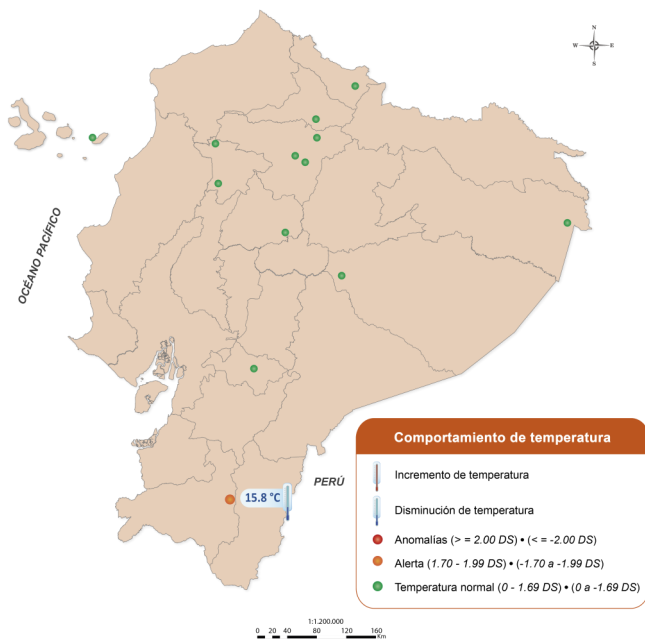 N
W E
S
OCÉANO PACÍFICO
PERÚ
15.8 °C
Comportamiento de temperatura
Incremento de temperatura
Disminución de temperatura
Anomalías (> = 2.00 DS) • (< = -2.00 DS)
Alerta (1.70 - 1.99 DS) • (-1.70 a -1.99 DS)
Temperatura normal (0 - 1.69 DS) • (0 a -1.69 DS)
1:1.200.000
0 20 40 80 120 160
Km